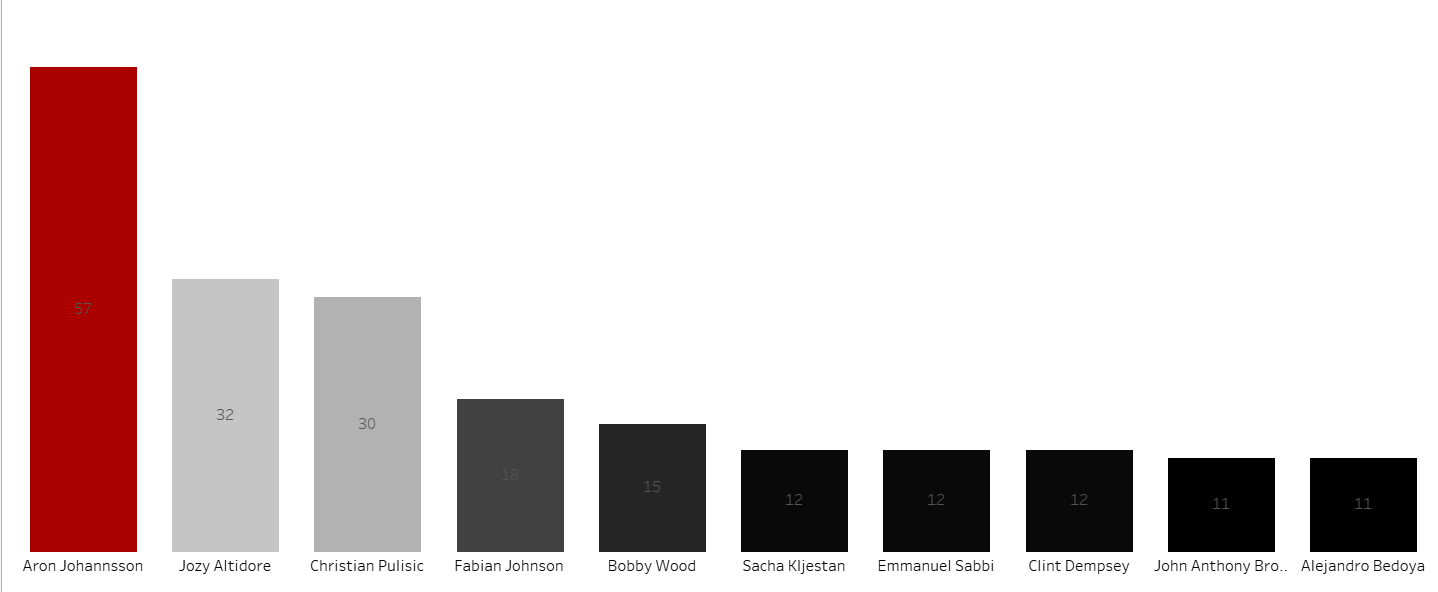 57
32
30
18
15
12
12
12
11
11
Aron Johannsson
Jozy Altidore
Christian Pulisic
Fabian Johnson
Bobby Wood
Sacha Kljestan
Emmanuel Sabbi
Clint Dempsey
John Anthony Bro..
Alejandro Bedoya